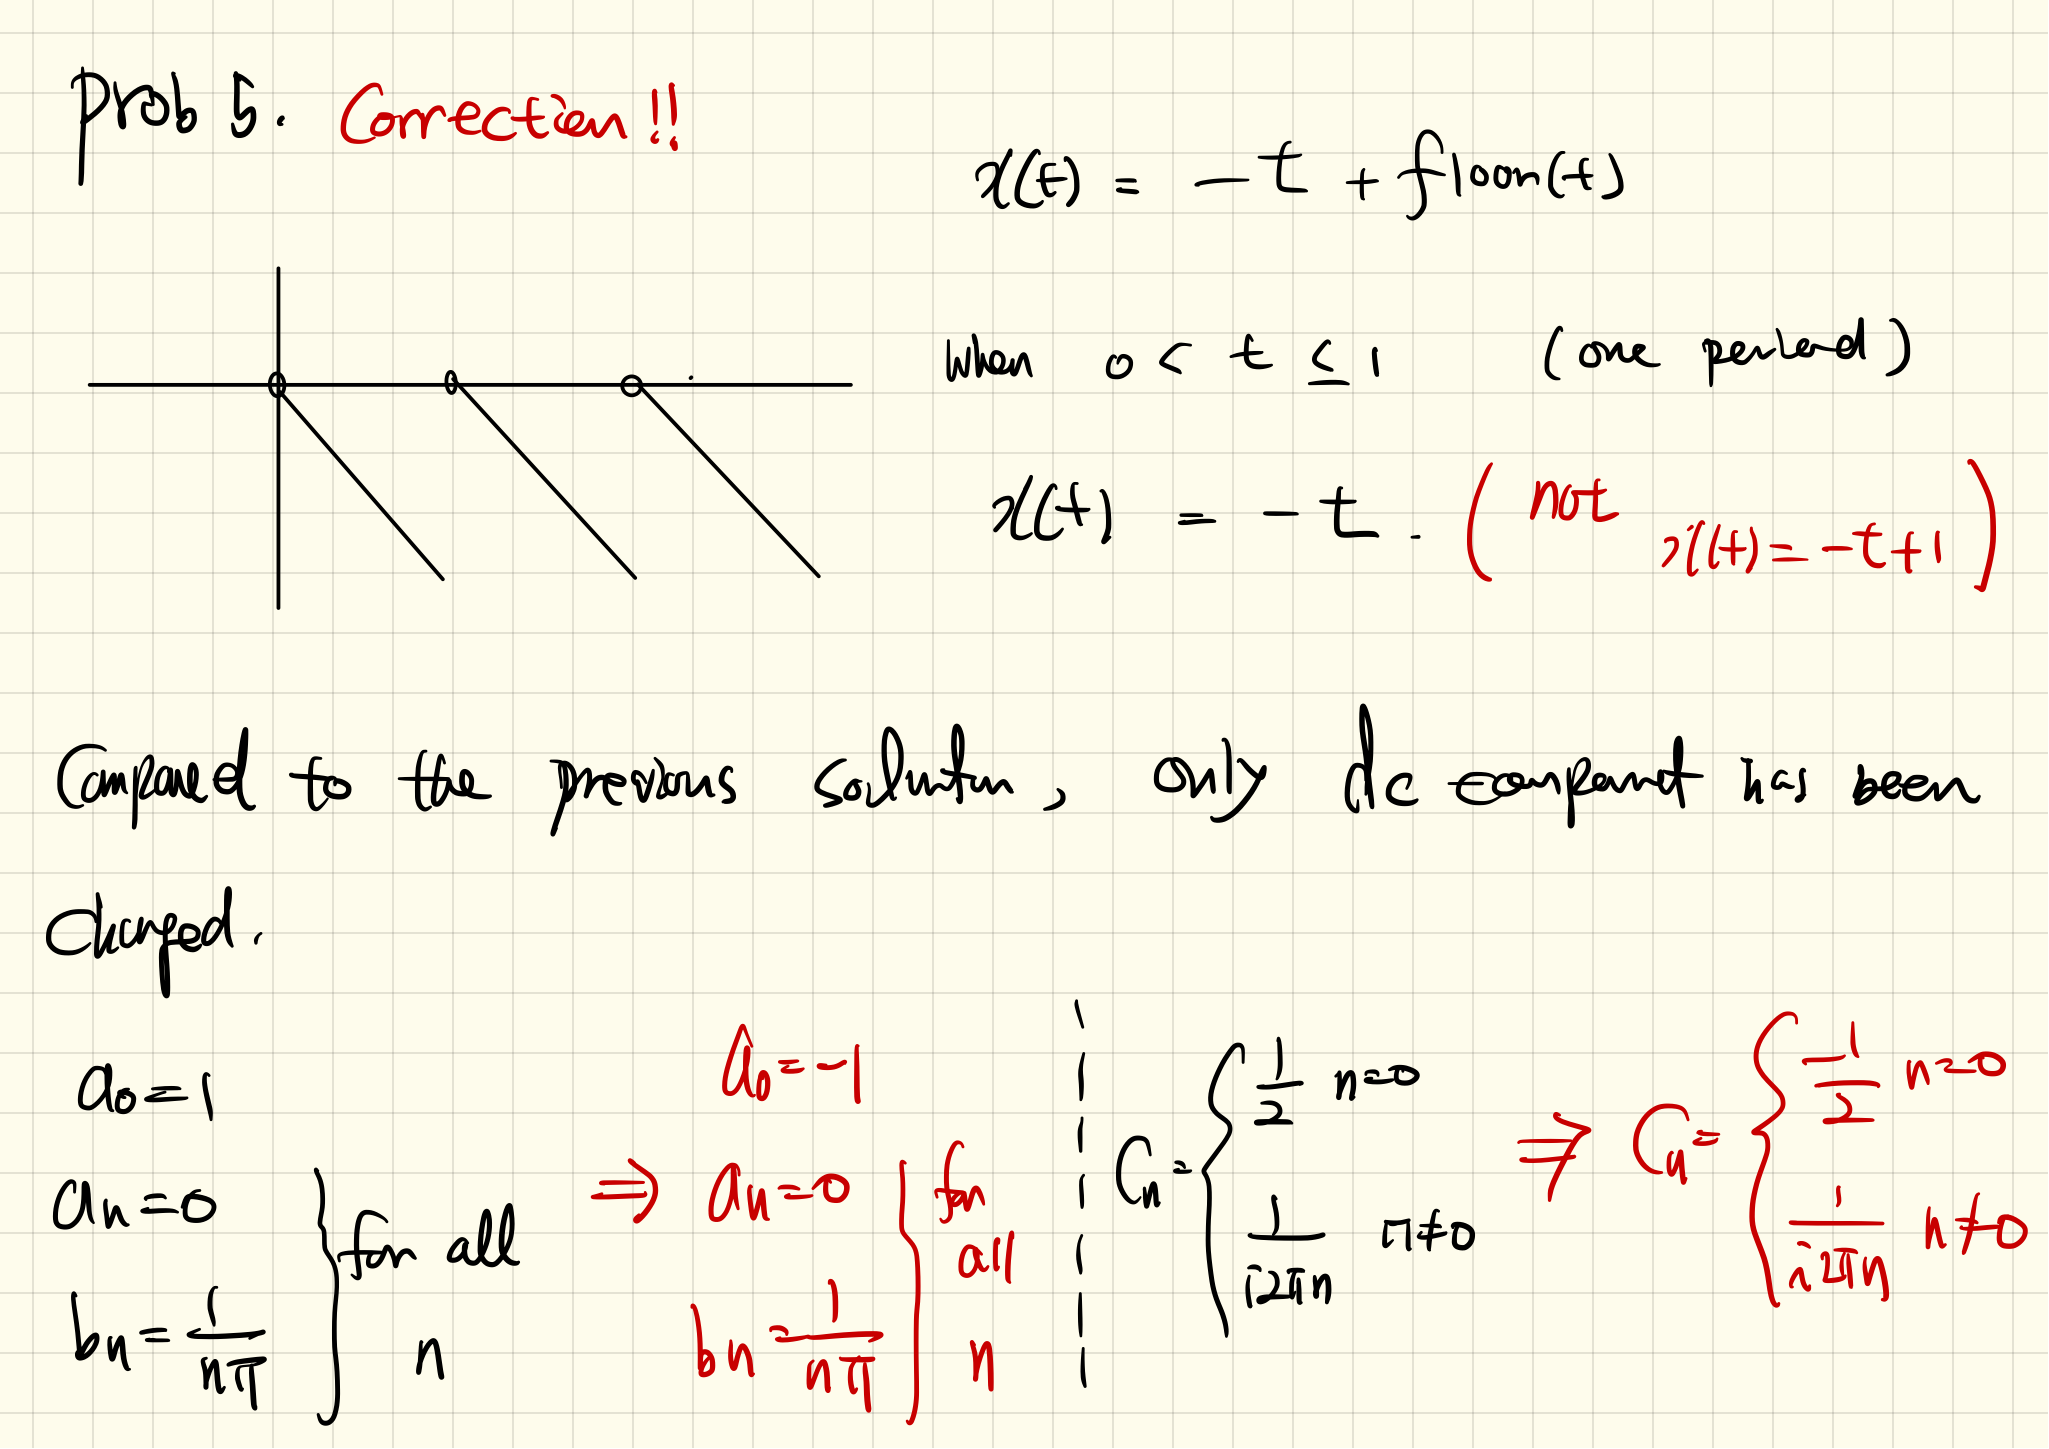 Prob 5. Correction!!
x(t) = -t + floor(t)
When 0 < t ≤ 1 (one period)
x(t) = -t. (not x(t) = -t+1)
Compared to the previous solution, only dc component has been
changed.
a₀ = 1
aₙ = 0
bₙ = 1/(nπ)
} for all n
⇒
a₀ = -1
aₙ = 0
bₙ = 1/(nπ)
} for all n
Cₙ = { 1/2 n=0
1/(i2πn) n≠0
⇒ Cₙ = { -1/2 n=0
1/(i2πn) n≠0